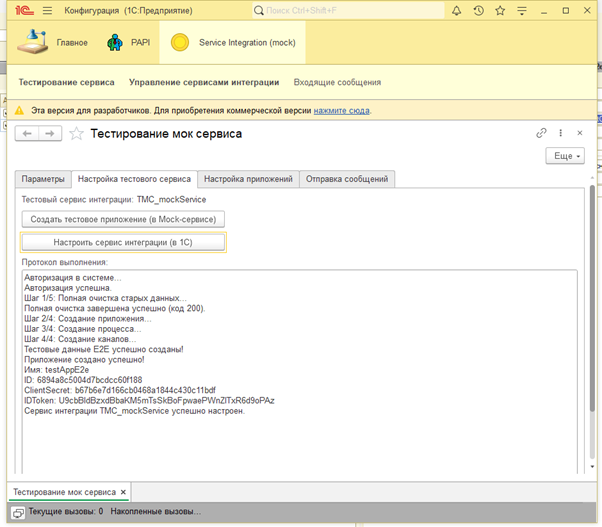 1С Конфигурация (1С:Предприятие) Поиск Ctrl+Shift+F
Главное PAPI Service Integration (mock)
Тестирование сервиса Управление сервисами интеграции Входящие сообщения
Эта версия для разработчиков. Для приобретения коммерческой версии нажмите сюда.
Тестирование мок сервиса
Еще
Параметры Настройка тестового сервиса Настройка приложений Отправка сообщений
Тестовый сервис интеграции: TMC_mockService
Создать тестовое приложение (в Mock-сервисе)
Настроить сервис интеграции (в 1С)
Протокол выполнения:
Авторизация в системе...
Авторизация успешна.
Шаг 1/5: Полная очистка старых данных...
Полная очистка завершена успешно (код 200).
Шаг 2/4: Создание приложения...
Шаг 3/4: Создание процесса...
Шаг 4/4: Создание каналов...
Тестовые данные E2E успешно созданы!
Приложение создано успешно!
Имя: testAppE2e
ID: 6894a8c5004d7bcdcc60f188
ClientSecret: b67b6e7d166cb0468a1844c430c11bdf
IDToken: U9cbBldBzxdBbaKM5mTsSkBoFpwaePWnZlTxR6d9oPAz
Сервис интеграции TMC_mockService успешно настроен.
Тестирование мок сервиса
Текущие вызовы: 0 Накопленные вызовы...